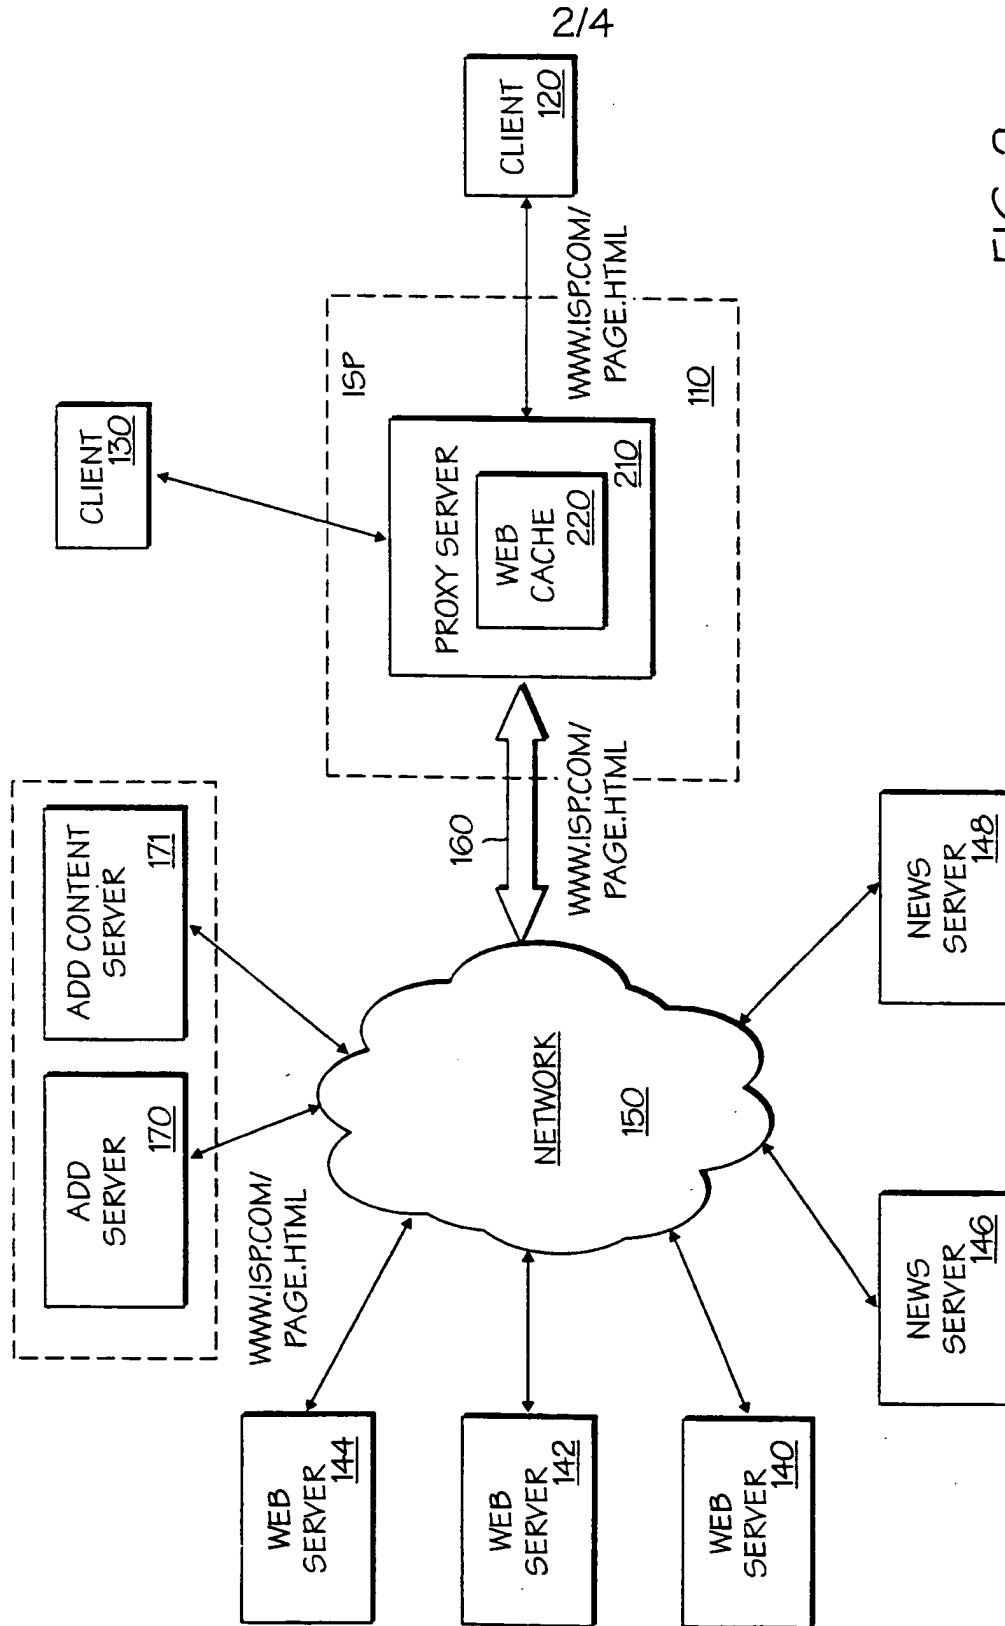 2/4
CLIENT
120
CLIENT
130
ISP
WWW.ISP.COM/
PAGE.HTML
110
PROXY SERVER
210
WEB
CACHE
220
160
WWW.ISP.COM/
PAGE.HTML
ADD CONTENT
SERVER
171
ADD
SERVER
170
WWW.ISP.COM/
PAGE.HTML
NETWORK
150
WEB
SERVER
144
WEB
SERVER
142
WEB
SERVER
140
NEWS
SERVER
146
NEWS
SERVER
148
FIG